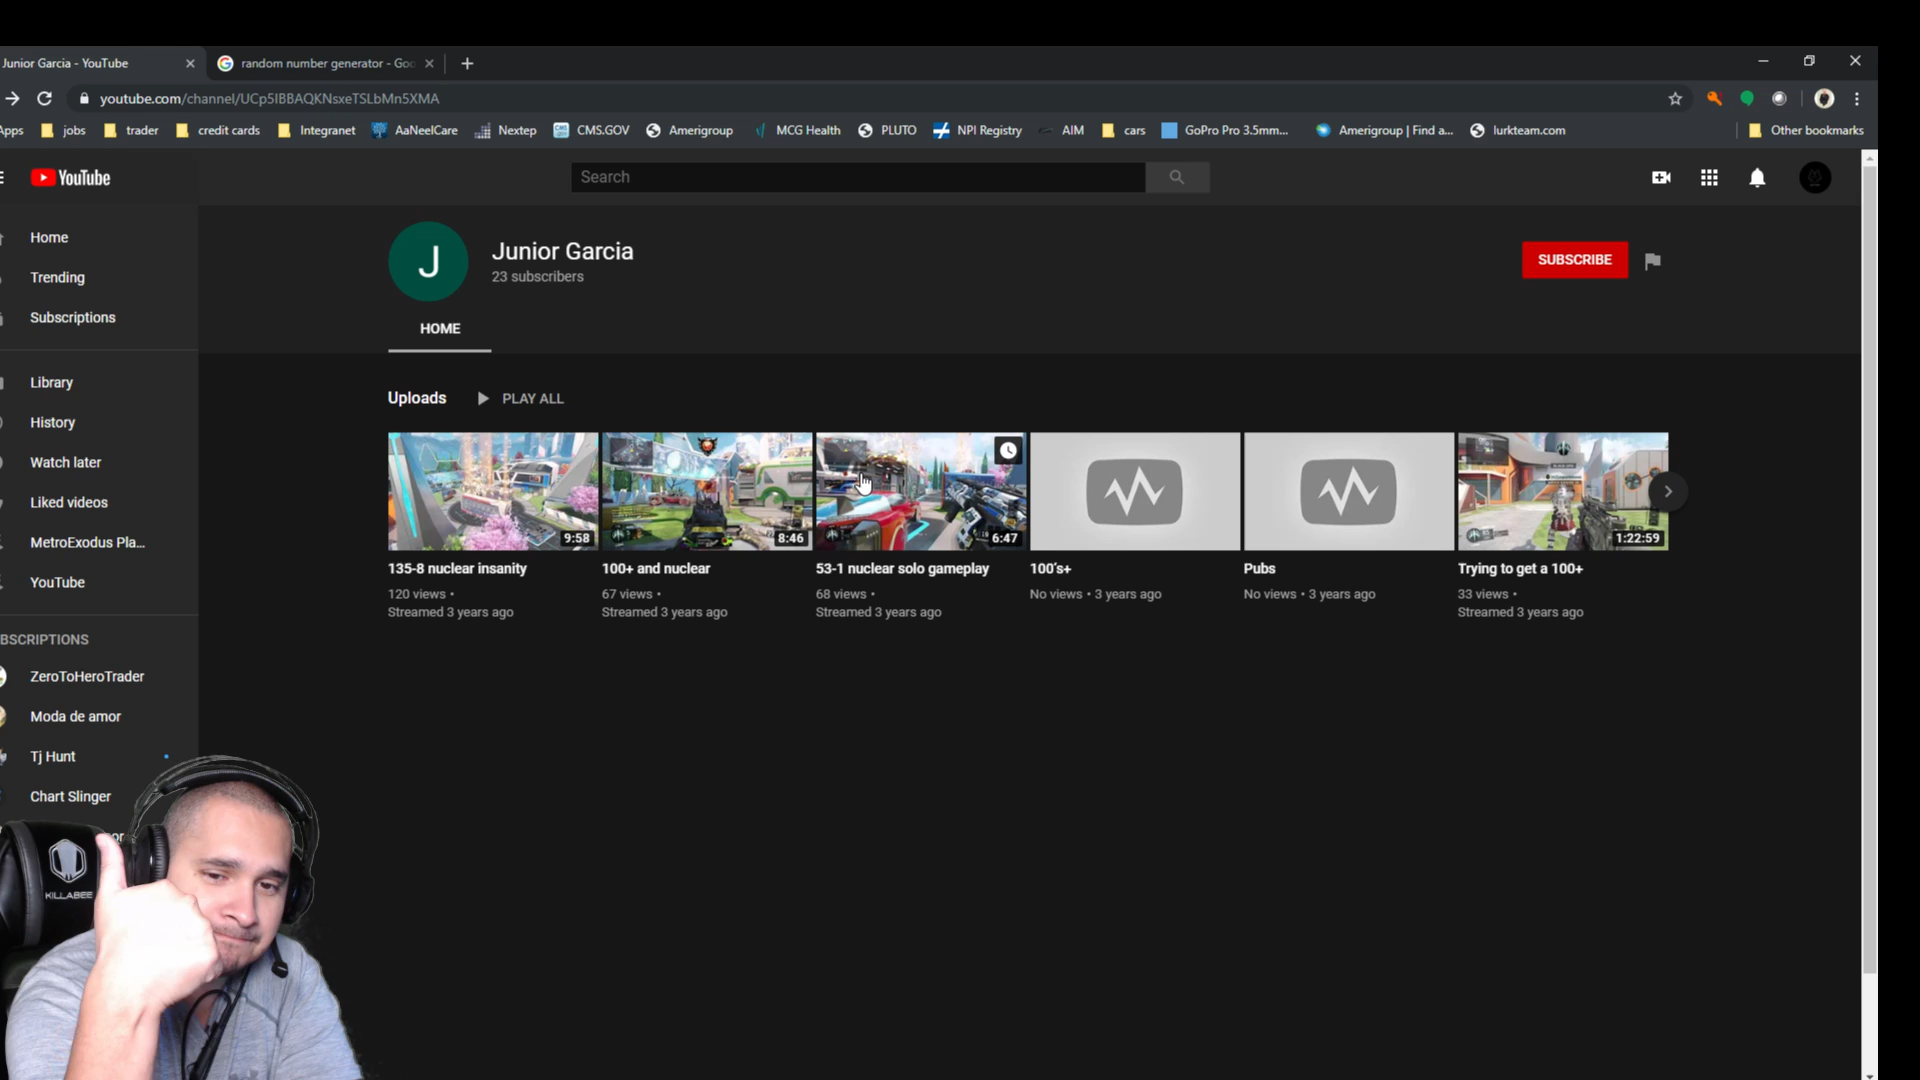 Junior Garcia - YouTube
random number generator - Goo
youtube.com/channel/UCp5IBBAQKNsxeTSLbMn5XMA
Apps jobs trader credit cards Integranet AaNeelCare Nextep CMS.GOV Amerigroup MCG Health PLUTO NPI Registry AIM cars GoPro Pro 3.5mm... Amerigroup | Find a... lurkteam.com Other bookmarks
YouTube
Search
Home
Trending
Subscriptions
Library
History
Watch later
Liked videos
MetroExodus Pla...
YouTube
BSCRIPTIONS
ZeroToHeroTrader
Moda de amor
Tj Hunt
Chart Slinger
or
KILLABEE
J
Junior Garcia
23 subscribers
SUBSCRIBE
HOME
Uploads PLAY ALL
9:58
8:46
6:47
1:22:59
135-8 nuclear insanity
120 views •
Streamed 3 years ago
100+ and nuclear
67 views •
Streamed 3 years ago
53-1 nuclear solo gameplay
68 views •
Streamed 3 years ago
100's+
No views • 3 years ago
Pubs
No views • 3 years ago
Trying to get a 100+
33 views •
Streamed 3 years ago